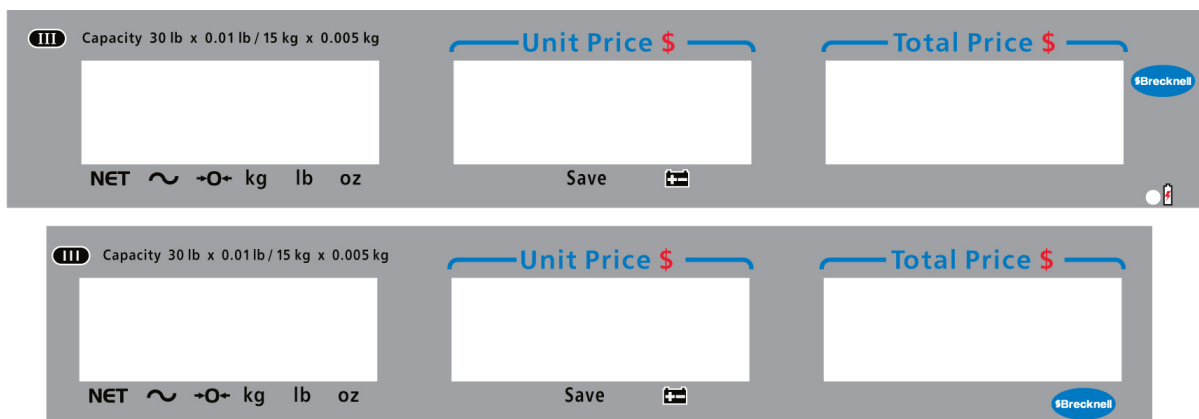 III Capacity 30 lb x 0.01 lb / 15 kg x 0.005 kg
Unit Price $
Total Price $
Brecknell
NET →O← kg lb oz
Save
III Capacity 30 lb x 0.01 lb / 15 kg x 0.005 kg
Unit Price $
Total Price $
NET →O← kg lb oz
Save
Brecknell